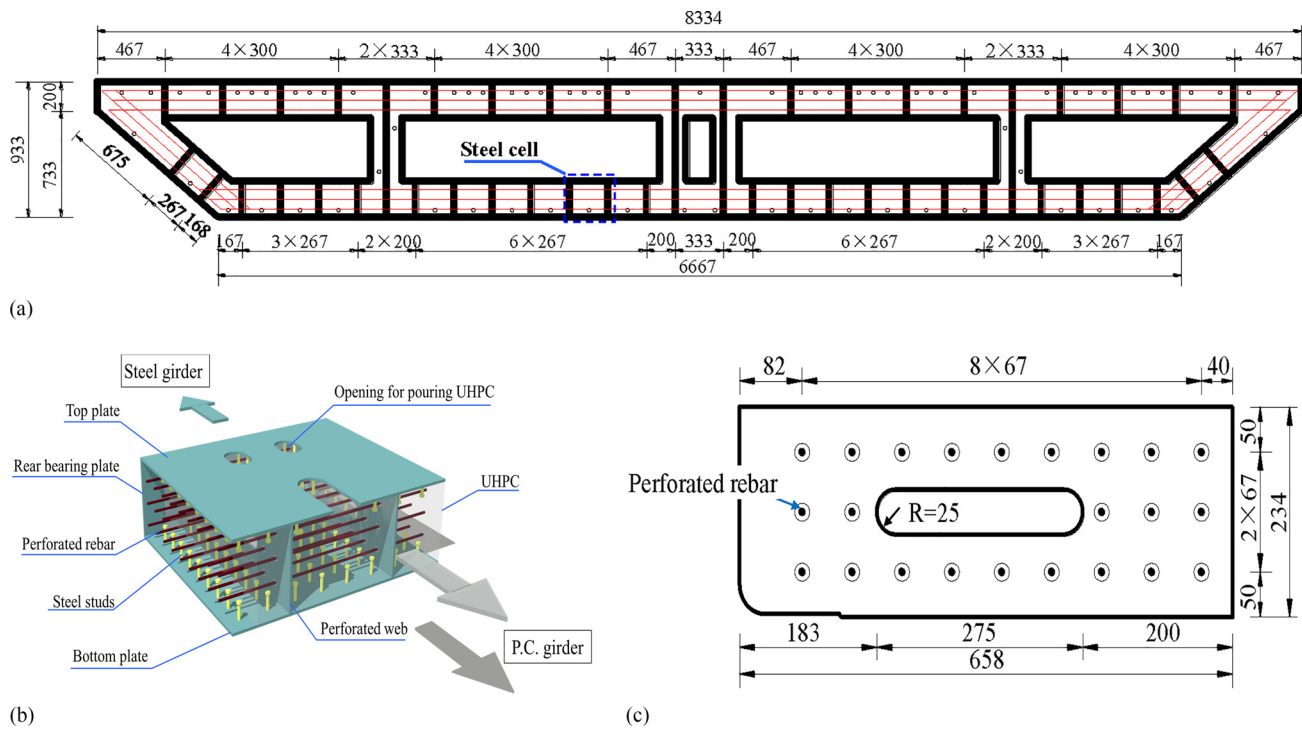 8334
467 4×300 2×333 4×300 467 333 467 4×300 2×333 4×300 467
933
200
733
Steel cell
675
267
168
167 3×267 2×200 6×267 200 333 200 6×267 2×200 3×267 167
6667
(a)
Steel girder
Opening for pouring UHPC
Top plate
Rear bearing plate
UHPC
Perforated rebar
Steel studs
Perforated web
P.C. girder
Bottom plate
(b)
82 8×67 40
50
Perforated rebar
R=25
2×67
234
50
183 275 200
658
(c)